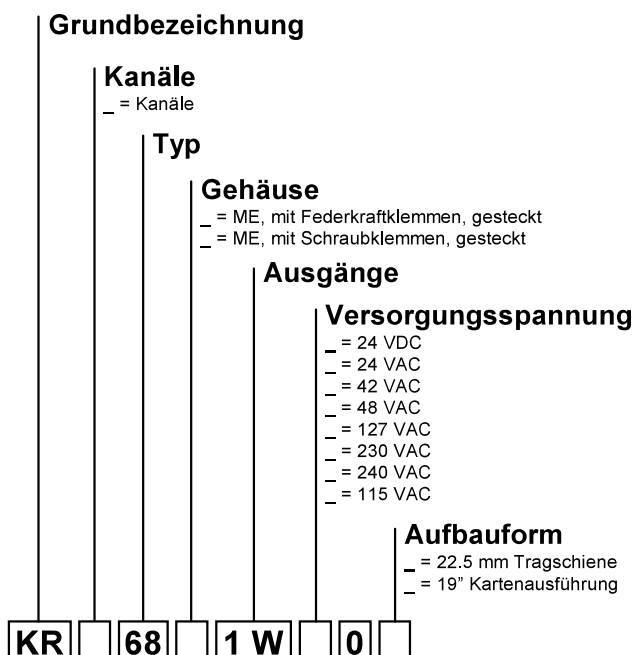 Grundbezeichnung
Kanäle
_ = Kanäle
Typ
Gehäuse
_ = ME, mit Federkraftklemmen, gesteckt
_ = ME, mit Schraubklemmen, gesteckt
Ausgänge
Versorgungsspannung
_ = 24 VDC
_ = 24 VAC
_ = 42 VAC
_ = 48 VAC
_ = 127 VAC
_ = 230 VAC
_ = 240 VAC
_ = 115 VAC
Aufbauform
_ = 22.5 mm Tragschiene
_ = 19” Kartenausführung
KR 68 1 W 0